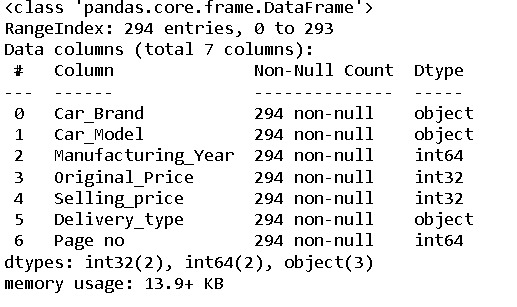 <class 'pandas.core.frame.DataFrame'>
RangeIndex: 294 entries, 0 to 293
Data columns (total 7 columns):
 #   Column              Non-Null Count  Dtype
---  ------              --------------  -----
 0   Car_Brand           294 non-null    object
 1   Car_Model           294 non-null    object
 2   Manufacturing_Year  294 non-null    int64
 3   Original_Price      294 non-null    int32
 4   Selling_price       294 non-null    int32
 5   Delivery_type       294 non-null    object
 6   Page no             294 non-null    int64
dtypes: int32(2), int64(2), object(3)
memory usage: 13.9+ KB